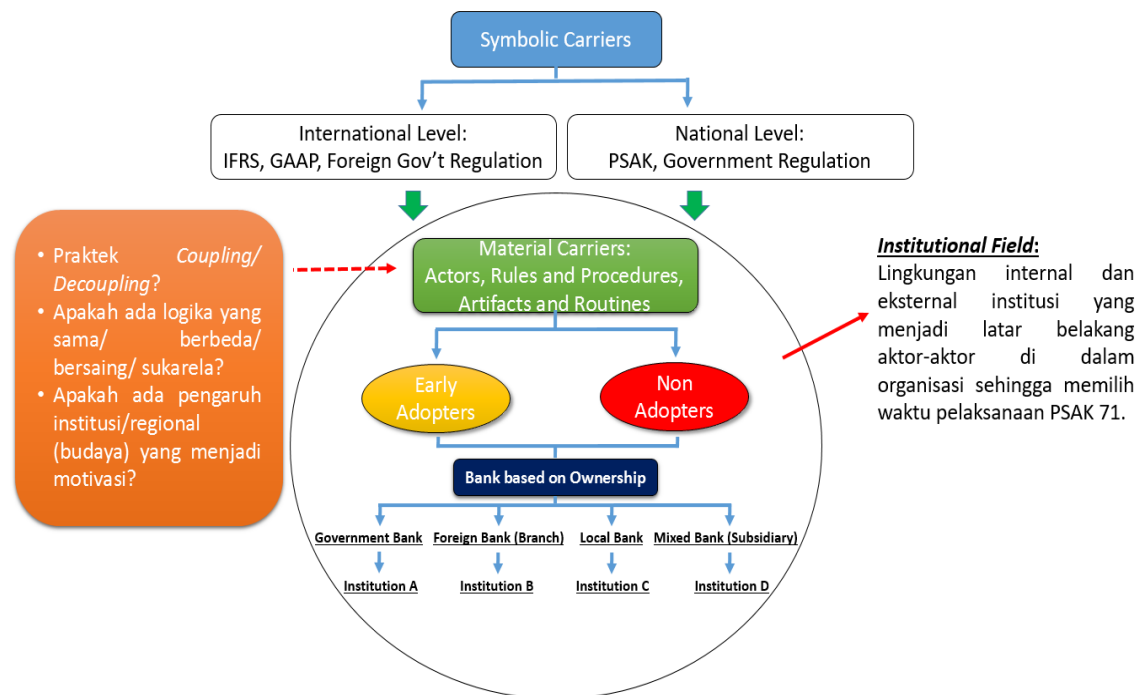 Symbolic Carriers
International Level:
IFRS, GAAP, Foreign Gov't Regulation
National Level:
PSAK, Government Regulation
• Praktek Coupling/
Decoupling?
• Apakah ada logika yang
sama/ berbeda/
bersaing/ sukarela?
• Apakah ada pengaruh
institusi/regional
(budaya) yang menjadi
motivasi?
Material Carriers:
Actors, Rules and Procedures,
Artifacts and Routines
Institutional Field:
Lingkungan internal dan
eksternal institusi yang
menjadi latar belakang
aktor-aktor di dalam
organisasi sehingga memilih
waktu pelaksanaan PSAK 71.
Early
Adopters
Non
Adopters
Bank based on Ownership
Government Bank
Foreign Bank (Branch)
Local Bank
Mixed Bank (Subsidiary)
Institution A
Institution B
Institution C
Institution D